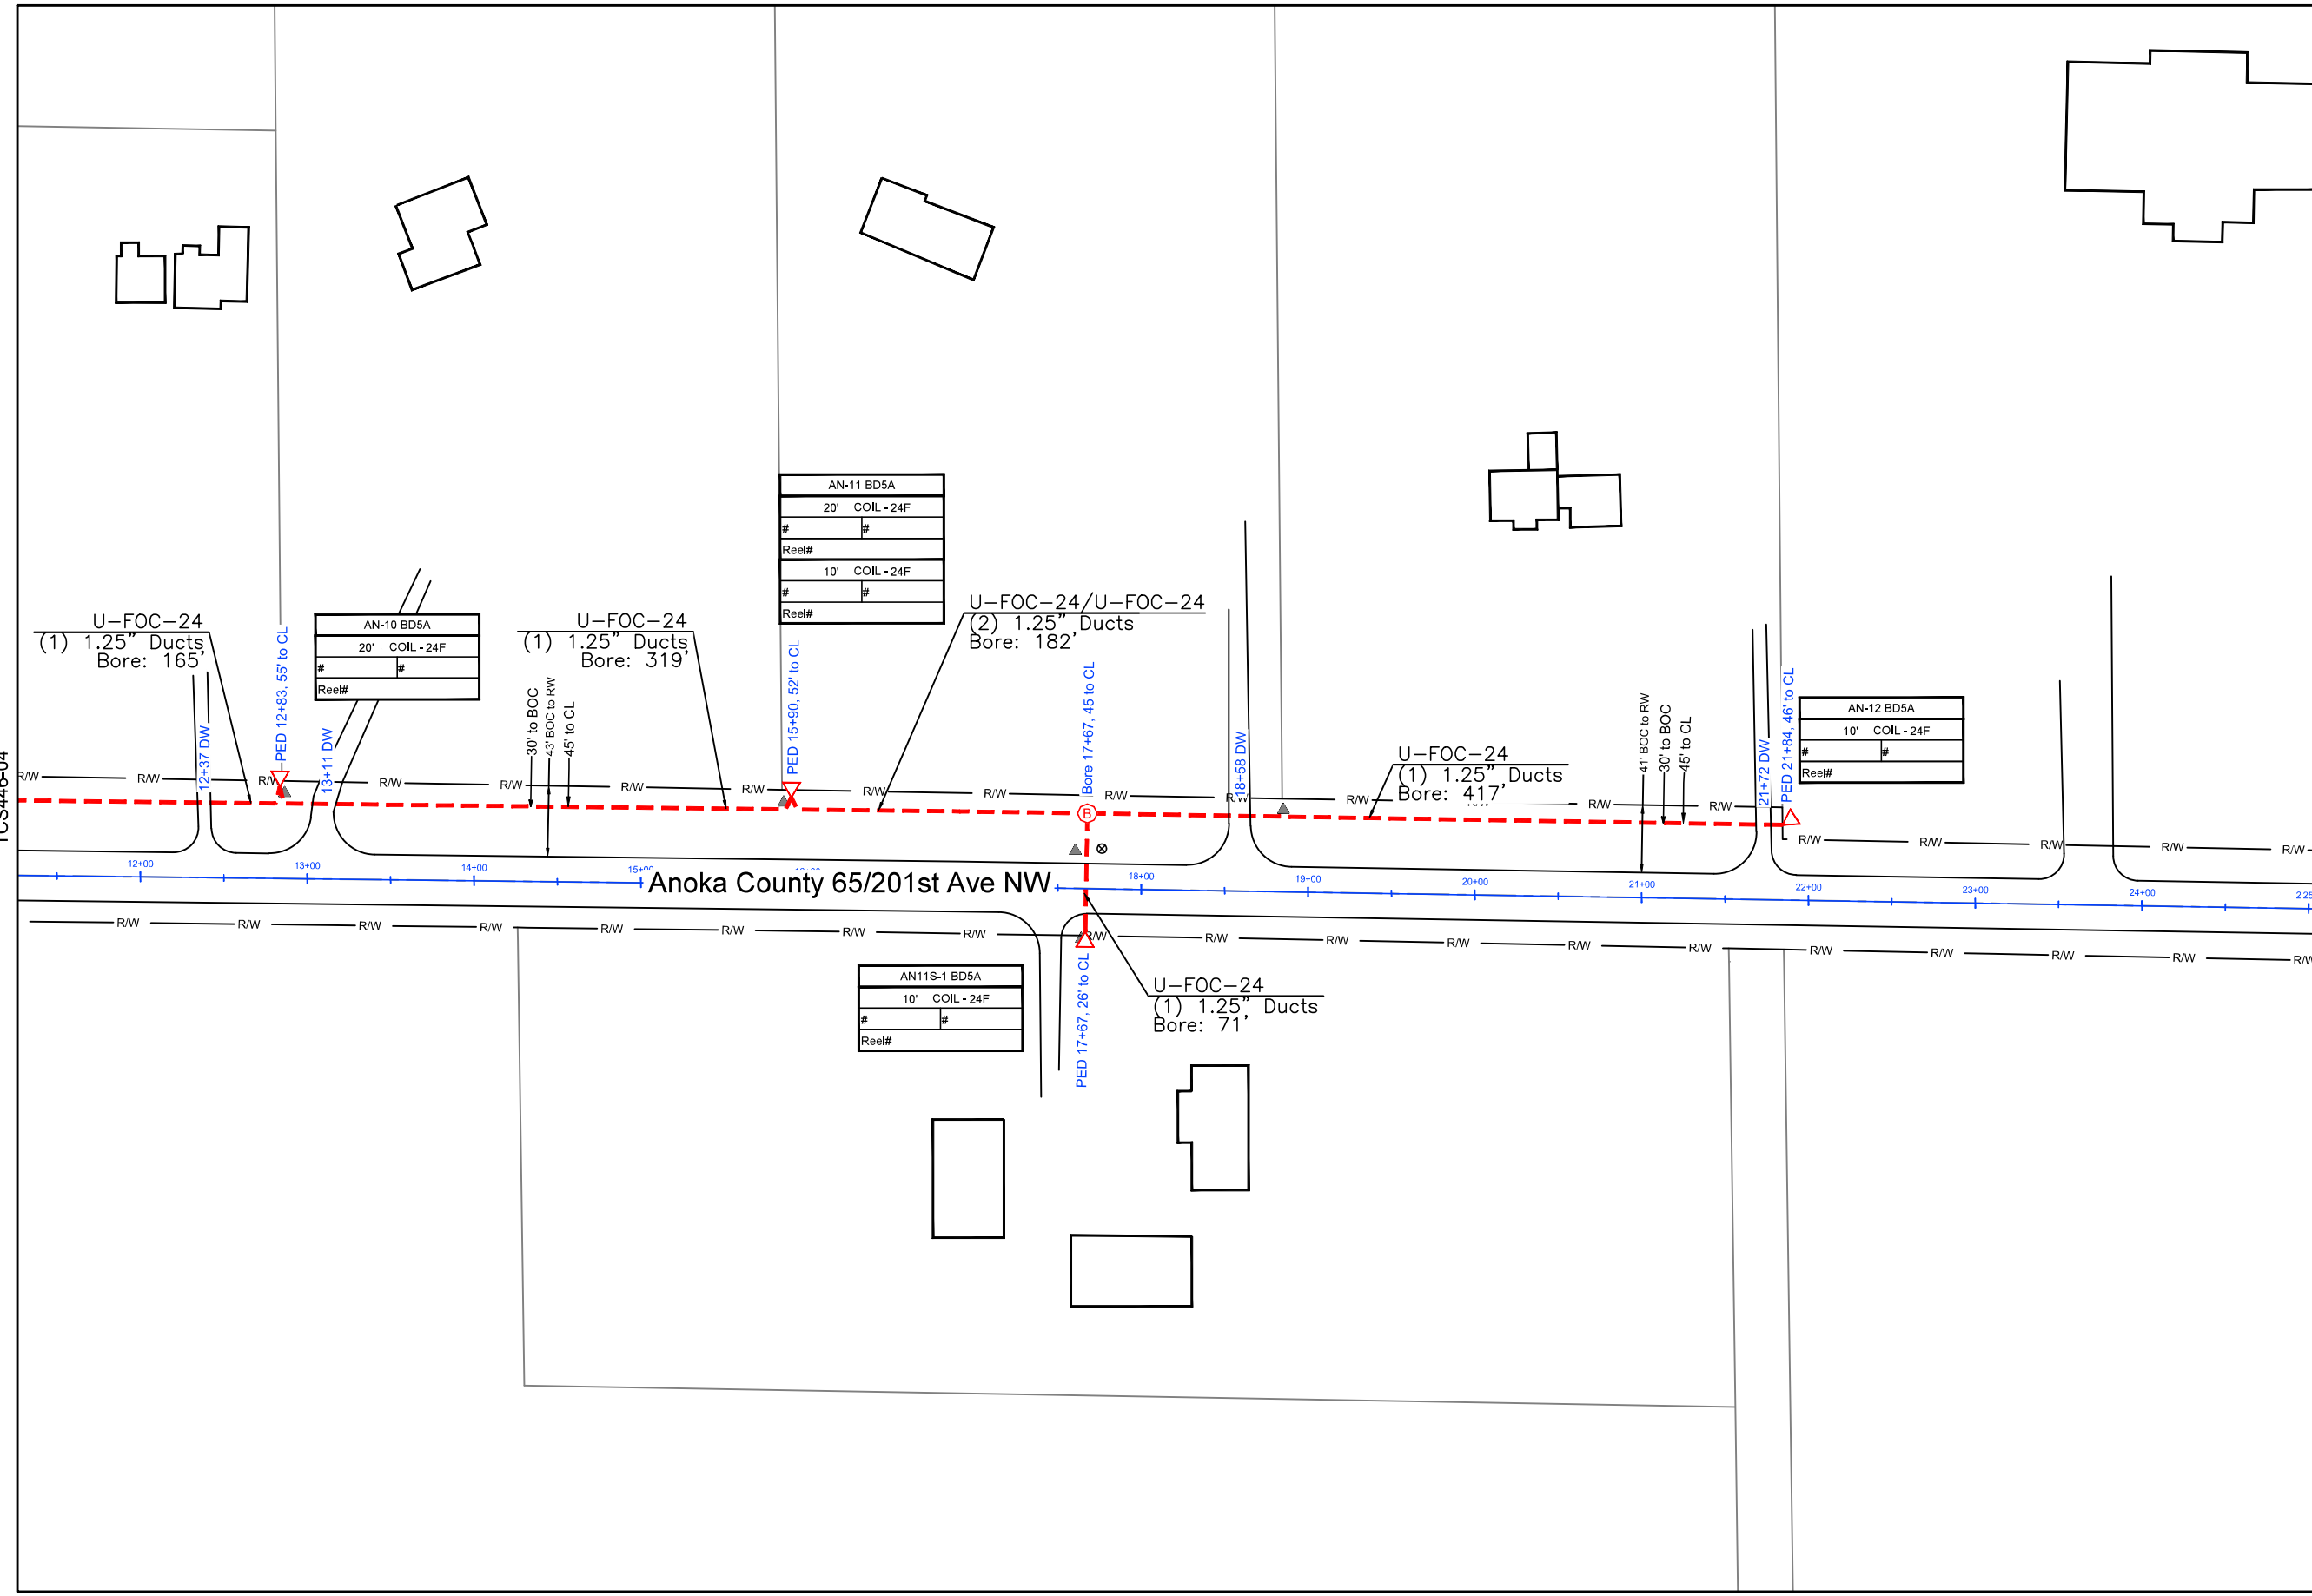 AN-11 BD5A
20' COIL - 24F
# #
Reel#
10' COIL - 24F
# #
Reel#
U-FOC-24
(1) 1.25" Ducts
Bore: 165'
PED 12+83, 55' to CL
AN-10 BD5A
20' COIL - 24F
# #
Reel#
U-FOC-24
(1) 1.25" Ducts
Bore: 319'
U-FOC-24/U-FOC-24
(2) 1.25" Ducts
Bore: 182'
12+37 DW
13+11 DW
30' to BOC
43' BOC to RW
45' to CL
PED 15+90, 52' to CL
Bore 17+67, 45 to CL
18+58 DW
U-FOC-24
(1) 1.25" Ducts
Bore: 417'
41' BOC to RW
30' to BOC
45' to CL
21+72 DW
PED 21+84, 46' to CL
AN-12 BD5A
10' COIL - 24F
# #
Reel#
R/W R/W R/W R/W R/W R/W R/W R/W R/W R/W R/W R/W R/W R/W
B
R/W R/W R/W R/W R/W
12+00 13+00 14+00 18+00 19+00 20+00 21+00 22+00 23+00 24+00
Anoka County 65/201st Ave NW
R/W R/W R/W R/W R/W R/W R/W R/W R/W R/W R/W R/W R/W R/W R/W R/W R/W R/W R/W
AN11S-1 BD5A
10' COIL - 24F
# #
Reel#
PED 17+67, 26' to CL
U-FOC-24
(1) 1.25" Ducts
Bore: 71'